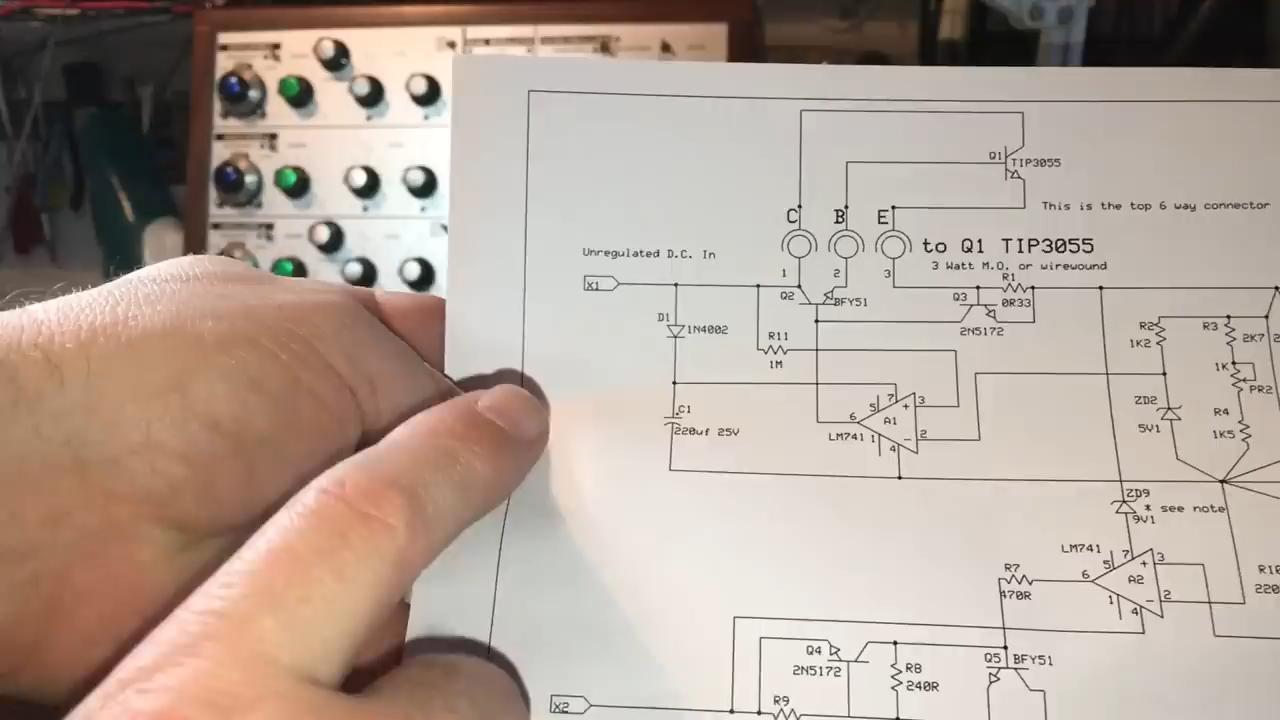 Q1
TIP3055
This is the top 6 way connector
C B E
to Q1 TIP3055
3 Watt M.O. or wirewound
Unregulated D.C. In
1 2 3
R1
0R33
X1
Q2
BFY51
Q3
2N5172
D1
1N4002
R11
1M
R2
1K2
R3
2K7
1K
PR2
C1
220uf 25V
5 7 3
6 A1
LM741 1 4 2
ZD2
5V1
R4
1K5
ZD9
* see note
9V1
LM741
5 7 3
6 A2
1 4 2
R7
470R
Q4
2N5172
R8
240R
Q5 BFY51
X2
R9